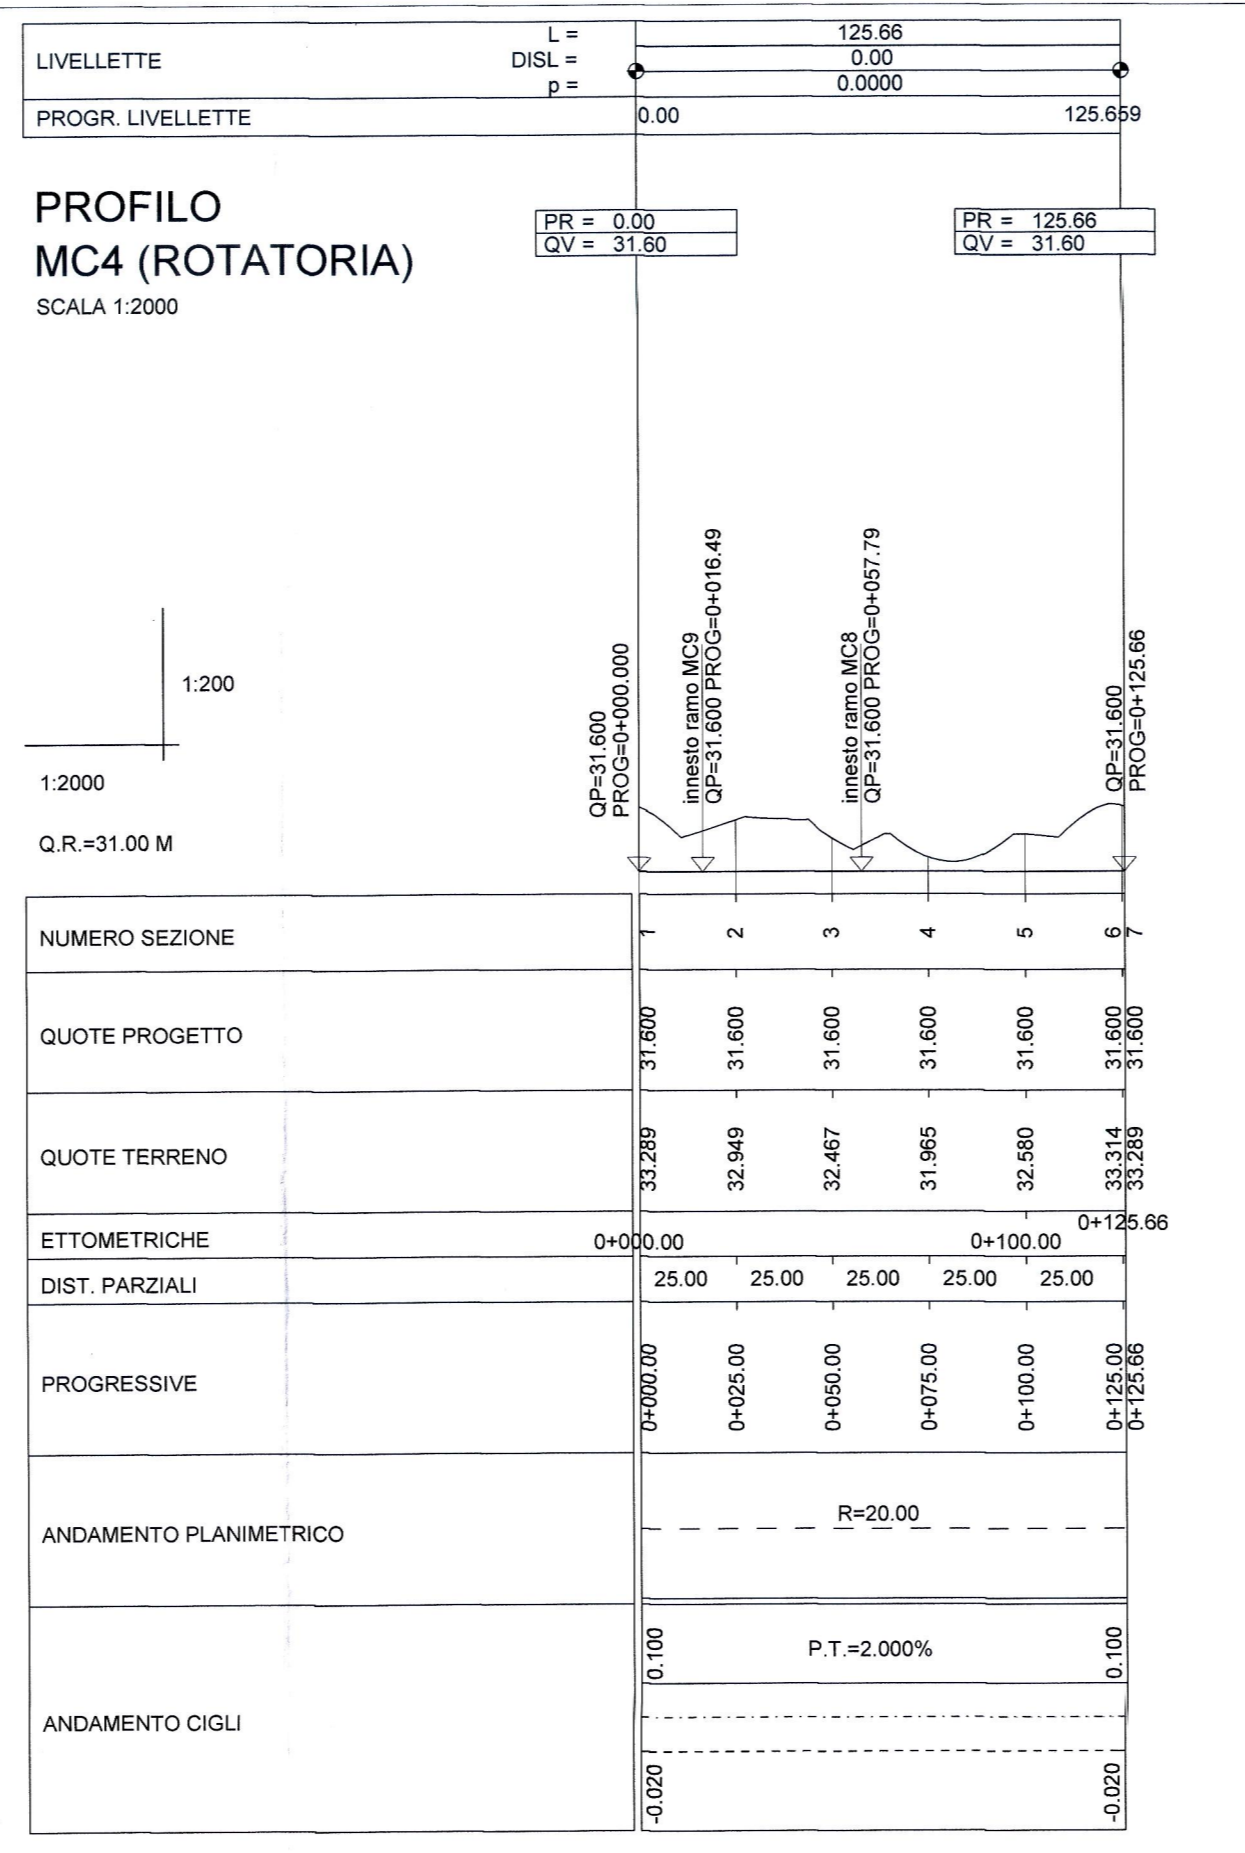 LIVELLETTE
L = 125.66
DISL = 0.00
p = 0.0000
PROGR. LIVELLETTE 0.00 125.659
PROFILO
MC4 (ROTATORIA)
SCALA 1:2000
PR = 0.00
QV = 31.60
PR = 125.66
QV = 31.60
QP=31.600
PROG=0+000.000
innesto ramo MC9
QP=31.600 PROG=0+016.49
innesto ramo MC8
QP=31.600 PROG=0+057.79
QP=31.600
PROG=0+125.66
1:200
1:2000
Q.R.=31.00 M
NUMERO SEZIONE 1 2 3 4 5 6 7
QUOTE PROGETTO 31.600 31.600 31.600 31.600 31.600 31.600 31.600
QUOTE TERRENO 33.289 32.949 32.467 31.965 32.580 33.314 33.289
ETTOMETRICHE 0+000.00 0+100.00 0+125.66
DIST. PARZIALI 25.00 25.00 25.00 25.00 25.00
PROGRESSIVE 0+000.00 0+025.00 0+050.00 0+075.00 0+100.00 0+125.00 0+125.66
ANDAMENTO PLANIMETRICO R=20.00
ANDAMENTO CIGLI
0.100 P.T.=2.000% 0.100
-0.020 -0.020